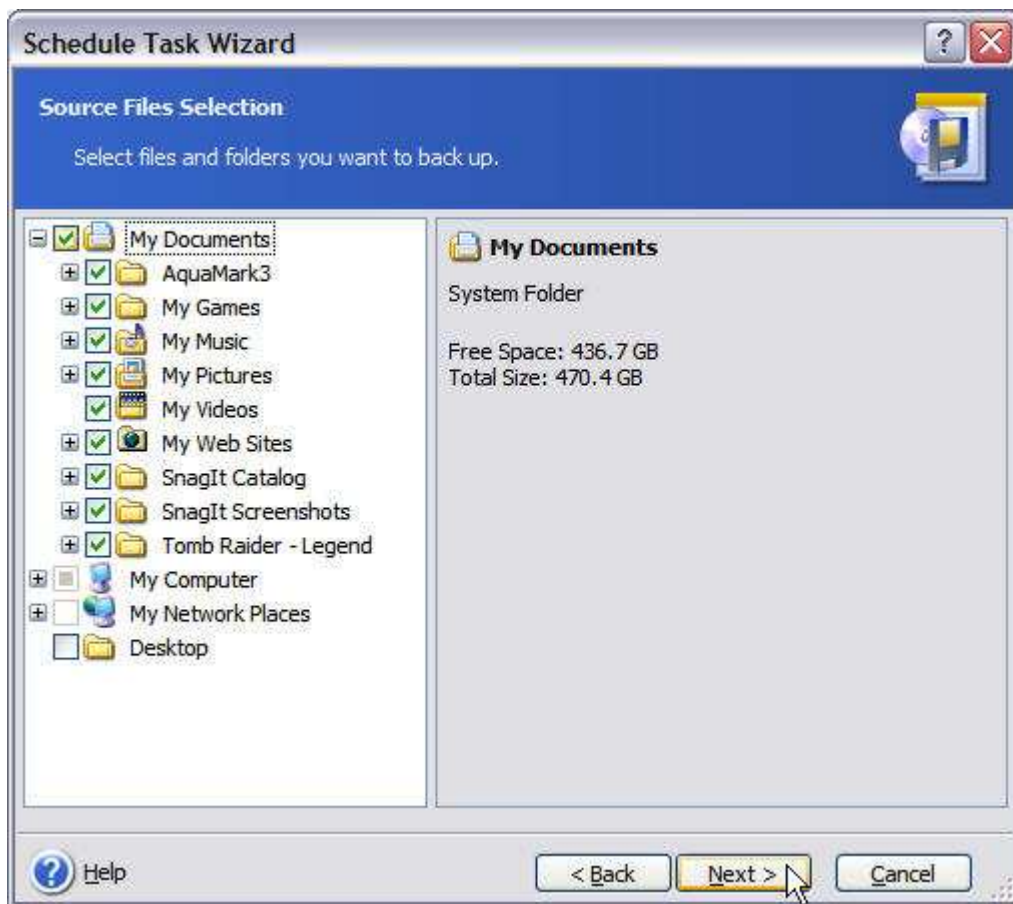 Schedule Task Wizard
Source Files Selection
Select files and folders you want to back up.
My Documents
AquaMark3
My Games
My Music
My Pictures
My Videos
My Web Sites
SnagIt Catalog
SnagIt Screenshots
Tomb Raider - Legend
My Computer
My Network Places
Desktop
My Documents
System Folder
Free Space: 436.7 GB
Total Size: 470.4 GB
Help
< Back
Next >
Cancel